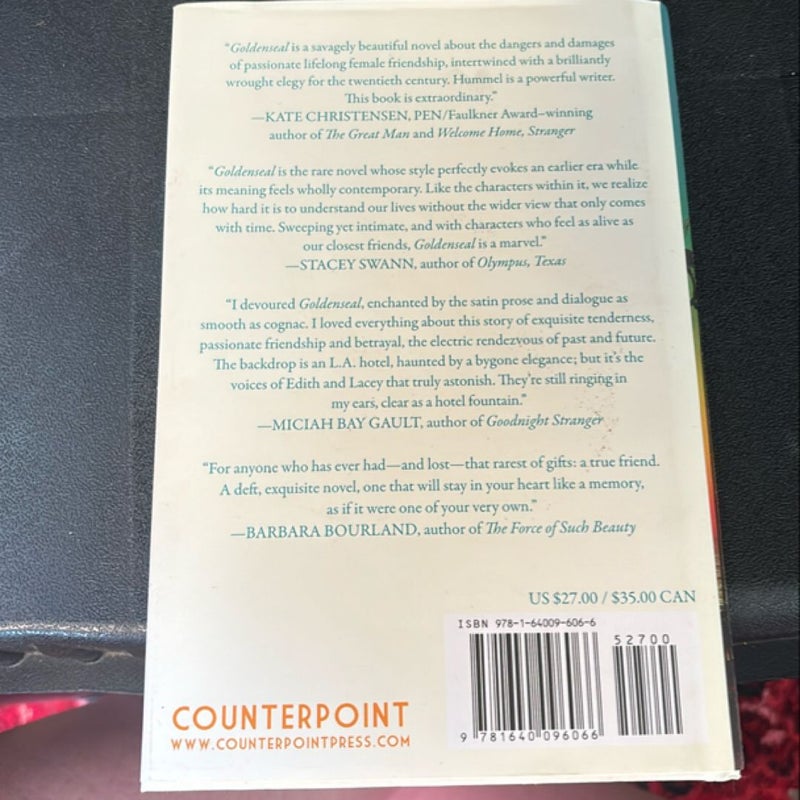 “Goldenseal is a savagely beautiful novel about the dangers and damages
of passionate lifelong female friendship, intertwined with a brilliantly
wrought elegy for the twentieth century. Hummel is a powerful writer.
This book is extraordinary.”
—KATE CHRISTENSEN, PEN/Faulkner Award–winning
author of The Great Man and Welcome Home, Stranger
“Goldenseal is the rare novel whose style perfectly evokes an earlier era while
its meaning feels wholly contemporary. Like the characters within it, we realize
how hard it is to understand our lives without the wider view that only comes
with time. Sweeping yet intimate, and with characters who feel as alive as
our closest friends, Goldenseal is a marvel.”
—STACEY SWANN, author of Olympus, Texas
“I devoured Goldenseal, enchanted by the satin prose and dialogue as
smooth as cognac. I loved everything about this story of exquisite tenderness,
passionate friendship and betrayal, the electric rendezvous of past and future.
The backdrop is an L.A. hotel, haunted by a bygone elegance; but it’s the
voices of Edith and Lacey that truly astonish. They’re still ringing in
my ears, clear as a hotel fountain.”
—MICIAH BAY GAULT, author of Goodnight Stranger
“For anyone who has ever had—and lost—that rarest of gifts: a true friend.
A deft, exquisite novel, one that will stay in your heart like a memory,
as if it were one of your very own.”
—BARBARA BOURLAND, author of The Force of Such Beauty
US $27.00 / $35.00 CAN
ISBN 978-1-64009-606-6
52700
9 781640 096066
COUNTERPOINT
WWW.COUNTERPOINTPRESS.COM